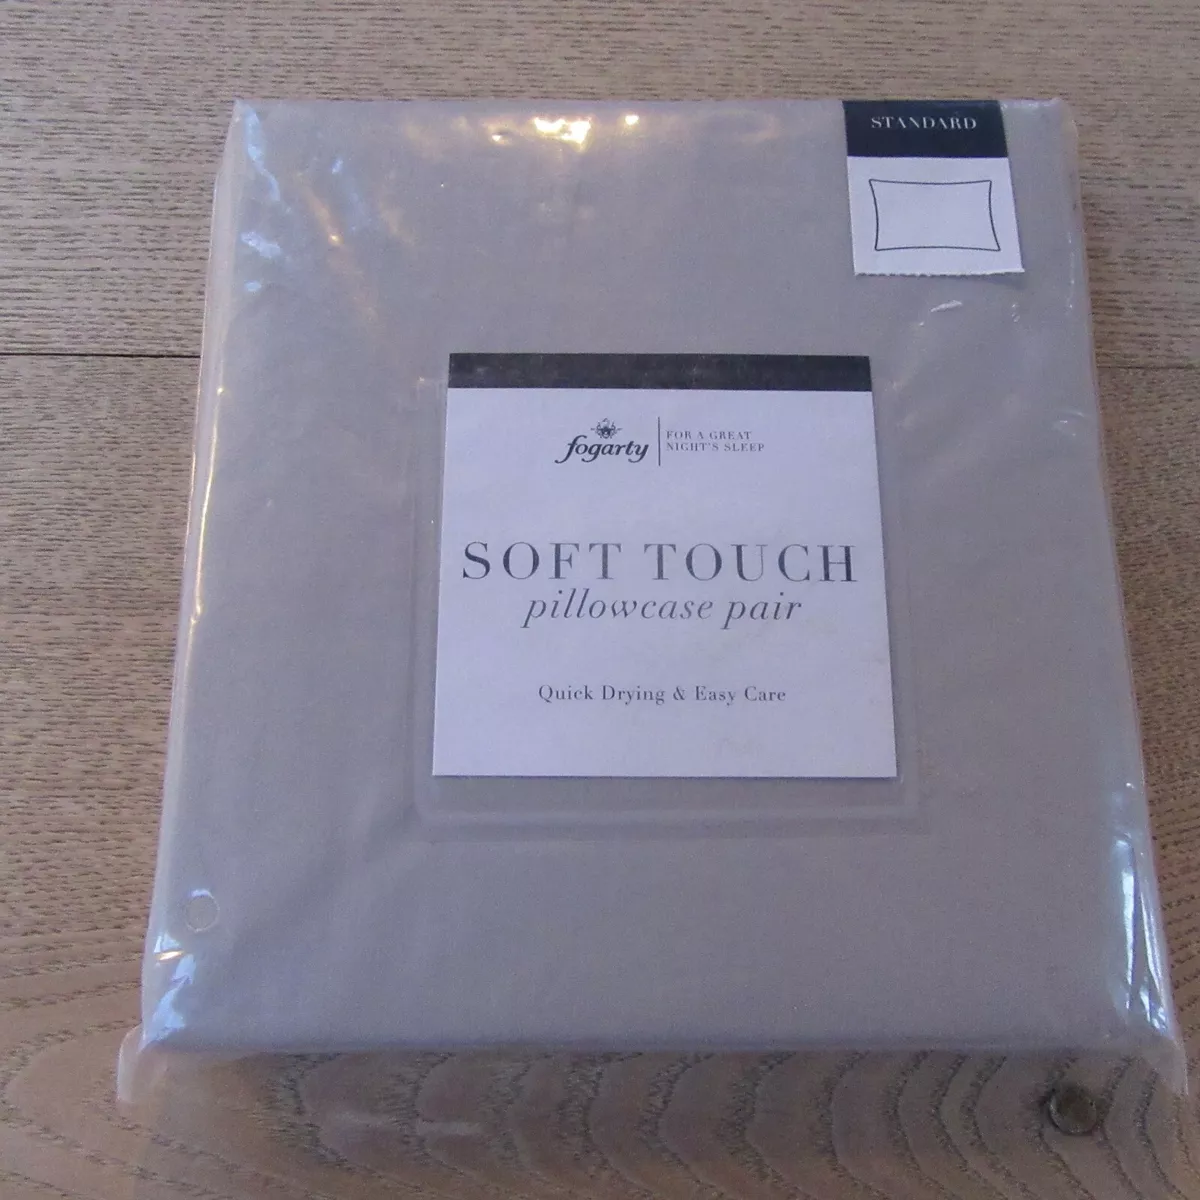 STANDARD
fogarty
FOR A GREAT
NIGHT'S SLEEP
SOFT TOUCH
pillowcase pair
Quick Drying & Easy Care